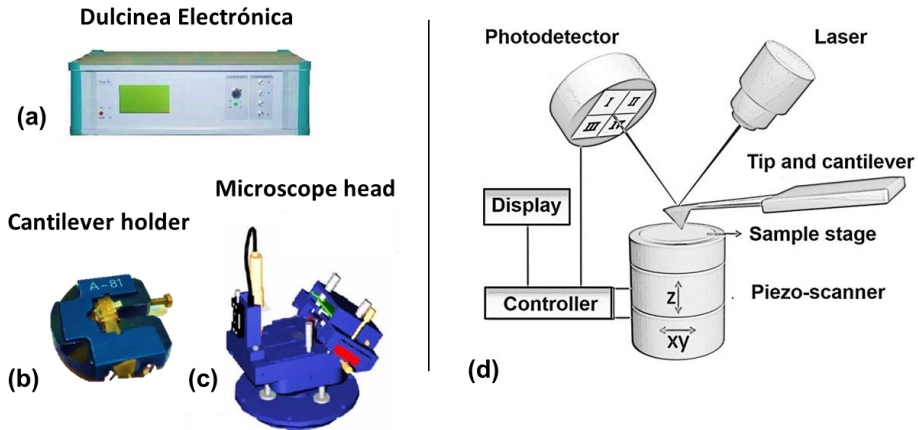 Dulcinea Electrónica
(a)
Microscope head
Cantilever holder
A-81
(b)
(c)
Photodetector
Laser
I II
III IV
Tip and cantilever
Display
Sample stage
Controller
Z
Piezo-scanner
xy
(d)